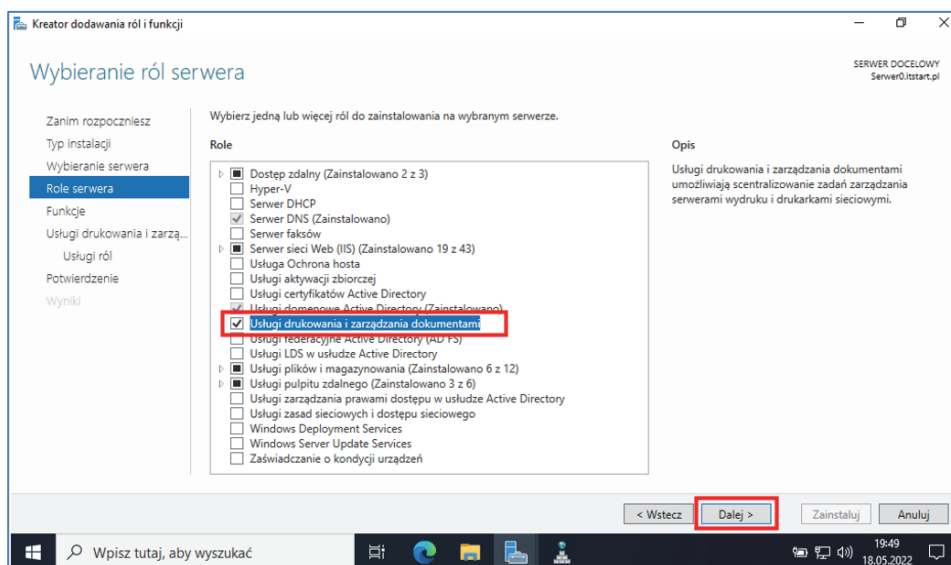 Kreator dodawania ról i funkcji
Wybieranie ról serwera
SERWER DOCELOWY
Serwer0.itstart.pl
Zanim rozpoczniesz
Typ instalacji
Wybieranie serwera
Role serwera
Funkcje
Usługi drukowania i zarzą...
Usługi ról
Potwierdzenie
Wyniki
Wybierz jedną lub więcej ról do zainstalowania na wybranym serwerze.
Role
Dostęp zdalny (Zainstalowano 2 z 3)
Hyper-V
Serwer DHCP
Serwer DNS (Zainstalowano)
Serwer faksów
Serwer sieci Web (IIS) (Zainstalowano 19 z 43)
Usługa Ochrona hosta
Usługi aktywacji zbiorczej
Usługi certyfikatów Active Directory
Usługi domenowe Active Directory (Zainstalowano)
Usługi drukowania i zarządzania dokumentami
Usługi federacyjne Active Directory (AD FS)
Usługi LDS w usłudze Active Directory
Usługi plików i magazynowania (Zainstalowano 6 z 12)
Usługi pulpitu zdalnego (Zainstalowano 3 z 6)
Usługi zarządzania prawami dostępu w usłudze Active Directory
Usługi zasad sieciowych i dostępu sieciowego
Windows Deployment Services
Windows Server Update Services
Zaświadczanie o kondycji urządzeń
Opis
Usługi drukowania i zarządzania dokumentami
umożliwiają scentralizowanie zadań zarządzania
serwerami wydruku i drukarkami sieciowymi.
< Wstecz
Dalej >
Zainstaluj
Anuluj
Wpisz tutaj, aby wyszukać
19:49
18.05.2022